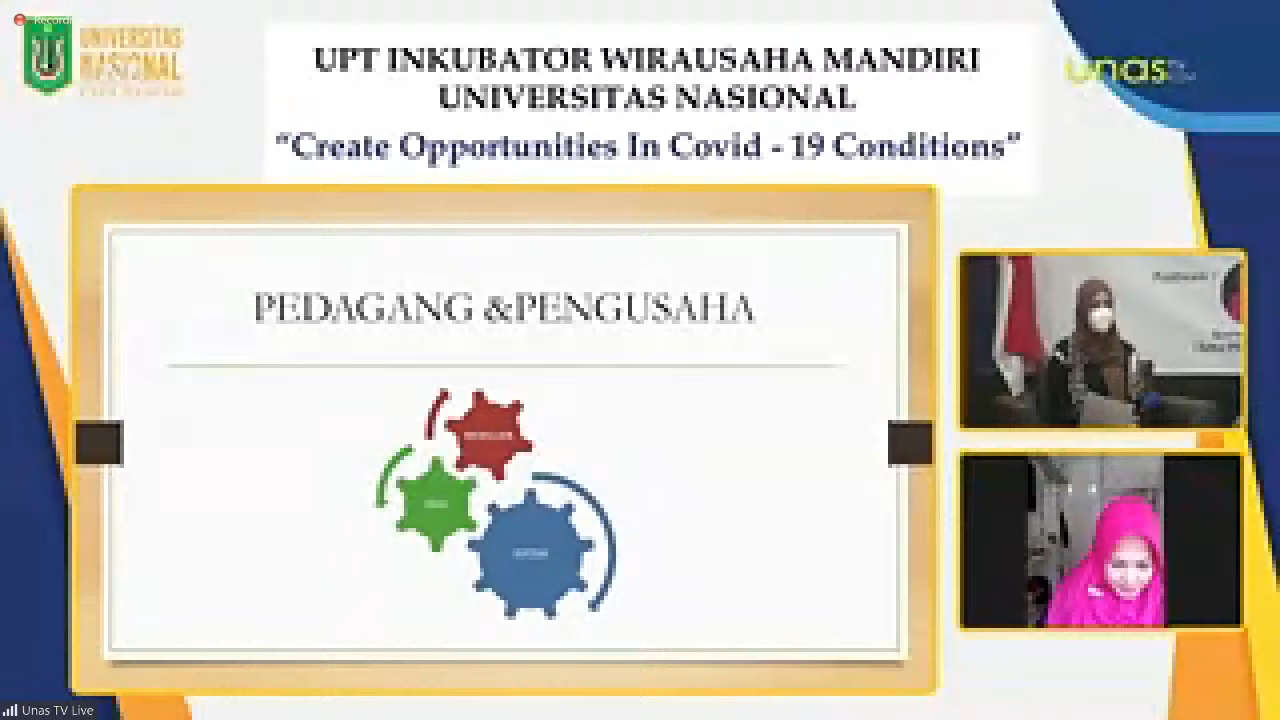 Recordi
UNIVERSITAS
NASIONAL
UPT INKUBATOR WIRAUSAHA MANDIRI
UNIVERSITAS NASIONAL
“Create Opportunities In Covid - 19 Conditions”
unas
PEDAGANG &PENGUSAHA
Unas TV Live